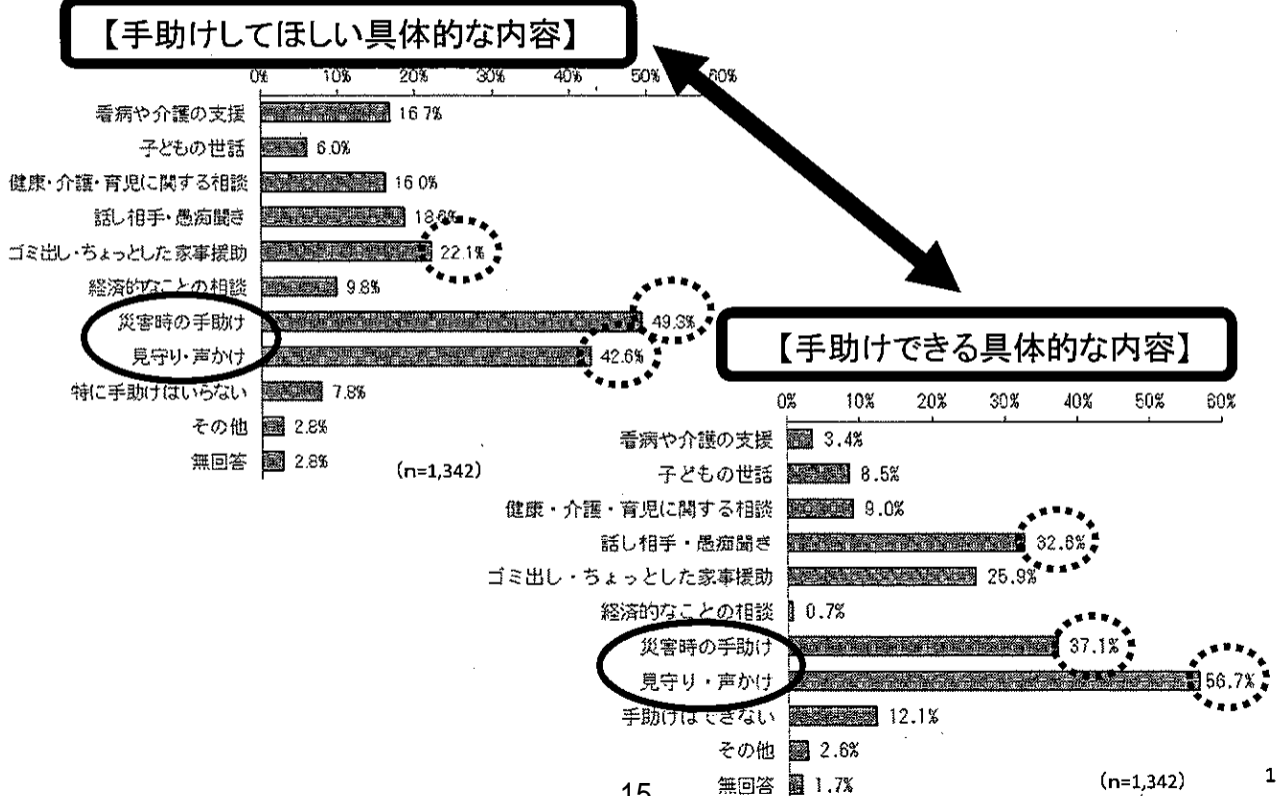 【手助けしてほしい具体的な内容】
0% 10% 20% 30% 40% 50% 60%
看病や介護の支援 16.7%
子どもの世話 6.0%
健康・介護・育児に関する相談 16.0%
話し相手・愚痴聞き
ゴミ出し・ちょっとした家事援助 22.1%
経済的なことの相談 9.8%
災害時の手助け 49.3%
見守り・声かけ 42.6%
特に手助けはいらない 7.8%
その他 2.8%
無回答 2.8%
(n=1,342)
【手助けできる具体的な内容】
0% 10% 20% 30% 40% 50% 60%
看病や介護の支援 3.4%
子どもの世話 8.5%
健康・介護・育児に関する相談 9.0%
話し相手・愚痴聞き 32.6%
ゴミ出し・ちょっとした家事援助 25.9%
経済的なことの相談 0.7%
災害時の手助け 37.1%
見守り・声かけ 56.7%
手助けはできない 12.1%
その他 2.6%
無回答 1.7%
(n=1,342)
15
1